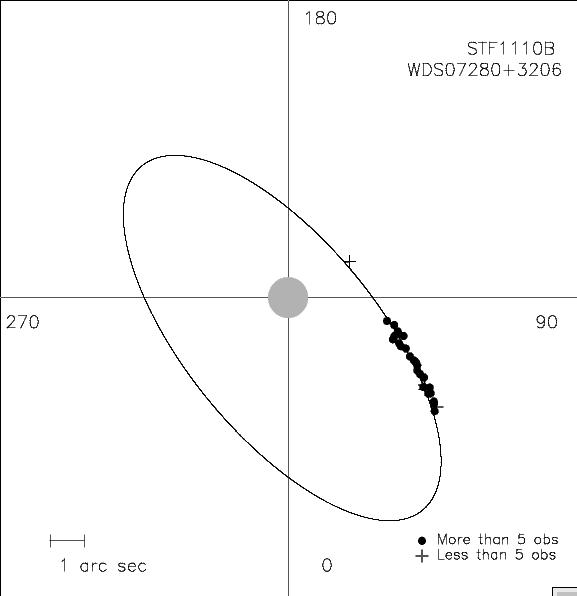 180
STF1110B
WDS07280+3206
270
90
More than 5 obs
Less than 5 obs
1 arc sec
0